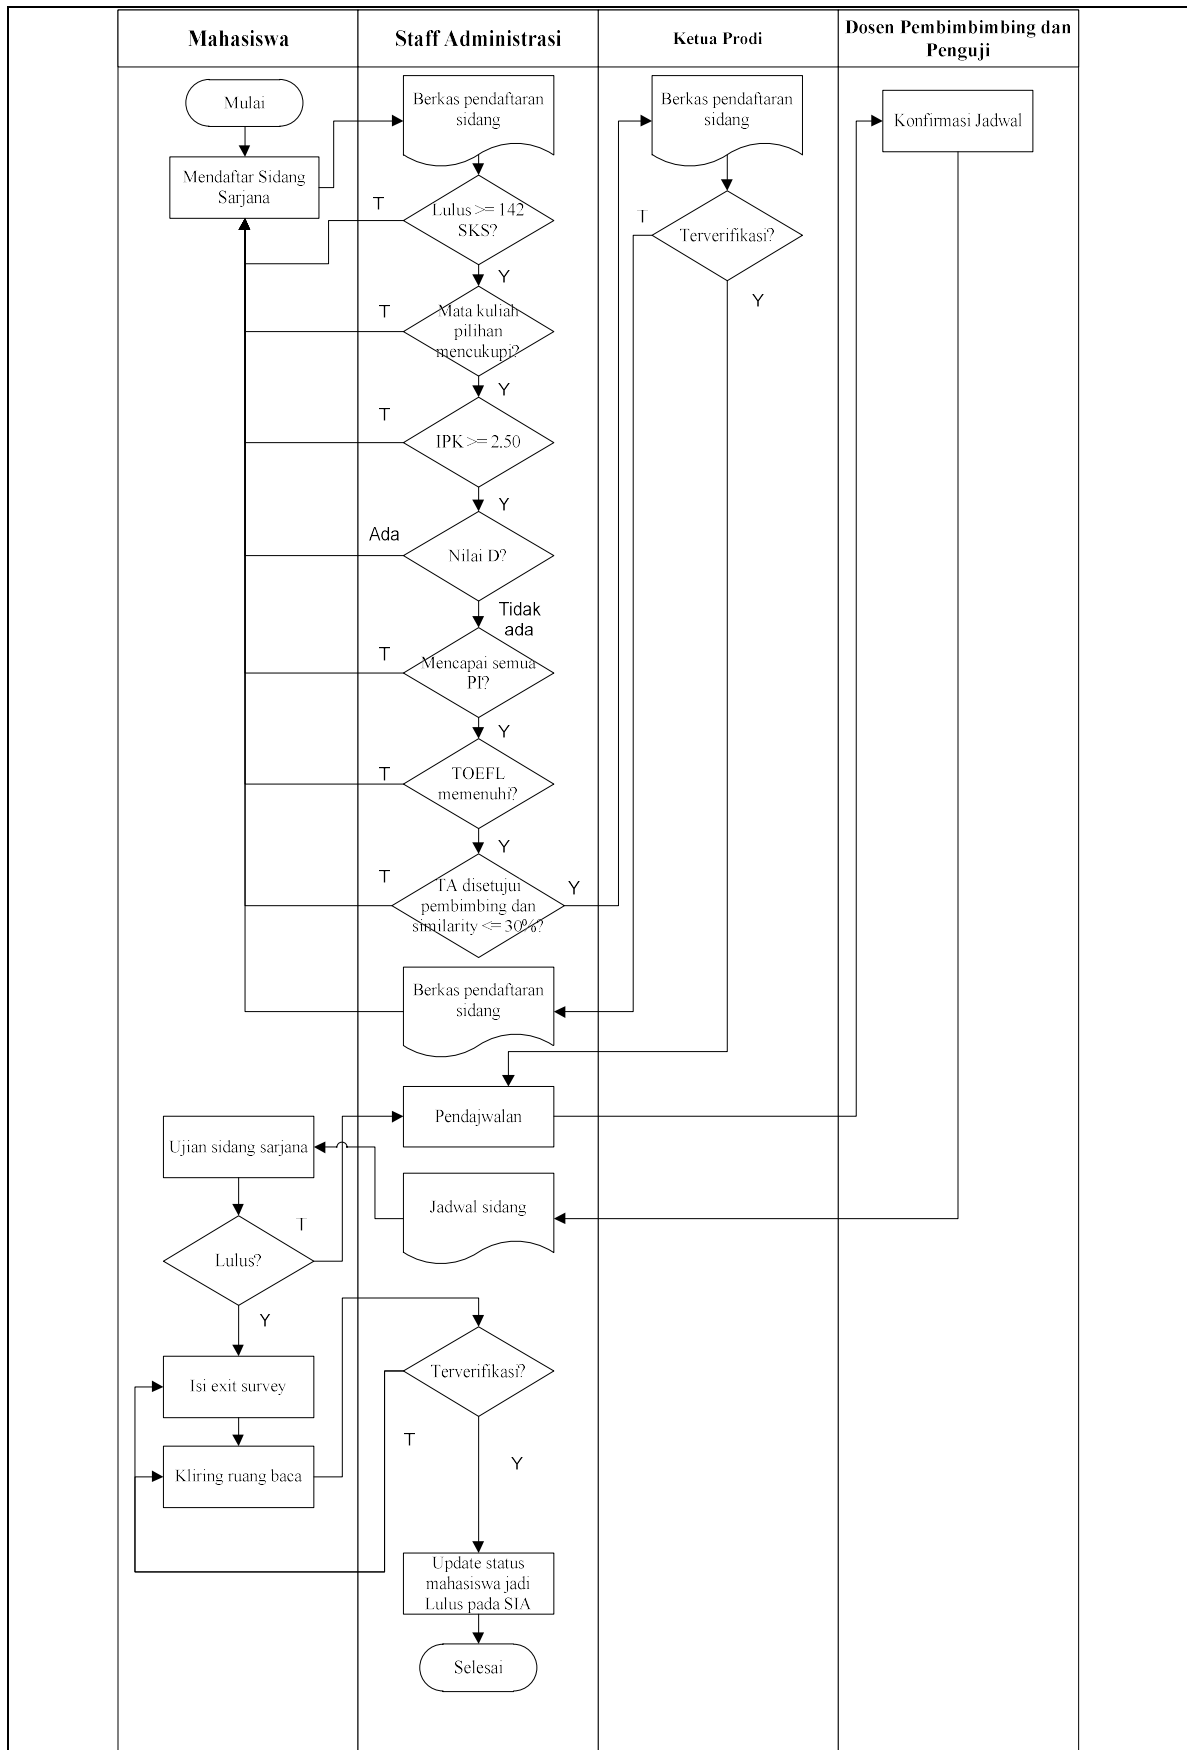 Mahasiswa
Staff Administrasi
Ketua Prodi
Dosen Pembimbimbing dan
Penguji
Mulai
Berkas pendaftaran
sidang
Berkas pendaftaran
sidang
Konfirmasi Jadwal
Mendaftar Sidang
Sarjana
T
Lulus >= 142
SKS?
T
Terverifikasi?
Y
Y
T
Mata kuliah
pilihan
mencukupi?
Y
T
IPK >= 2.50
Y
Ada
Nilai D?
Tidak
ada
T
Mencapai semua
PI?
Y
T
TOEFL
memenuhi?
Y
T
TA disetujui
pembimbing dan
similarity <= 30%?
Y
Berkas pendaftaran
sidang
Pendajwalan
Ujian sidang sarjana
Jadwal sidang
T
Lulus?
Y
Terverifikasi?
Isi exit survey
T
Y
Kliring ruang baca
Update status
mahasiswa jadi
Lulus pada SIA
Selesai